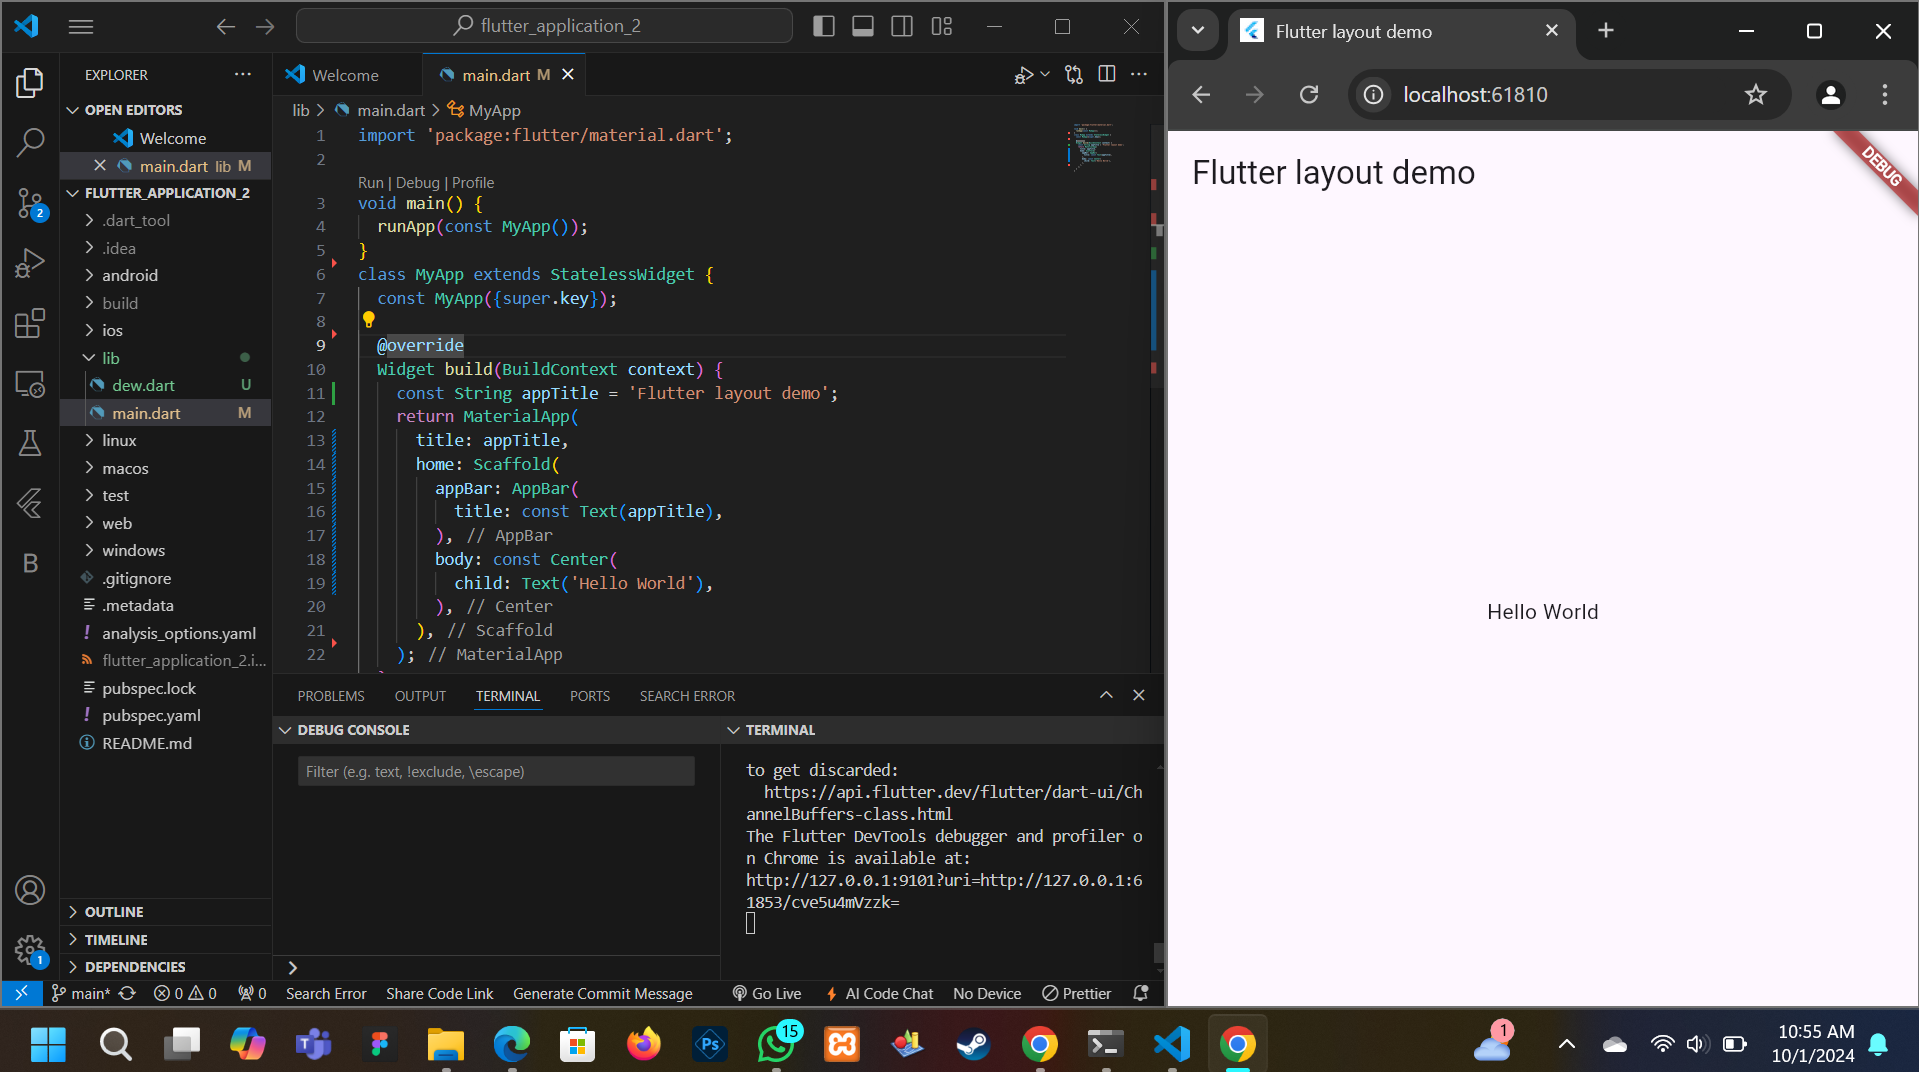 flutter_application_2
EXPLORER
OPEN EDITORS
Welcome
main.dart lib M
FLUTTER_APPLICATION_2
.dart_tool
.idea
android
build
ios
lib
dew.dart U
main.dart M
linux
macos
test
web
windows
.gitignore
.metadata
analysis_options.yaml
flutter_application_2.i...
pubspec.lock
pubspec.yaml
README.md
OUTLINE
TIMELINE
DEPENDENCIES
B
2
1
Welcome
main.dart M
lib > main.dart > MyApp
1 import 'package:flutter/material.dart';
2
Run | Debug | Profile
3 void main() {
4 runApp(const MyApp());
5 }
6 class MyApp extends StatelessWidget {
7 const MyApp({super.key});
8
9 @override
10 Widget build(BuildContext context) {
11 const String appTitle = 'Flutter layout demo';
12 return MaterialApp(
13 title: appTitle,
14 home: Scaffold(
15 appBar: AppBar(
16 title: const Text(appTitle),
17 ), // AppBar
18 body: const Center(
19 child: Text('Hello World'),
20 ), // Center
21 ), // Scaffold
22 ); // MaterialApp
PROBLEMS OUTPUT TERMINAL PORTS SEARCH ERROR
DEBUG CONSOLE
Filter (e.g. text, !exclude, \escape)
TERMINAL
to get discarded:
https://api.flutter.dev/flutter/dart-ui/Ch
annelBuffers-class.html
The Flutter DevTools debugger and profiler o
n Chrome is available at:
http://127.0.0.1:9101?uri=http://127.0.0.1:6
1853/cve5u4mVzzk=
main* 0 0 0 Search Error Share Code Link Generate Commit Message Go Live AI Code Chat No Device Prettier
Flutter layout demo
localhost:61810
Flutter layout demo
DEBUG
Hello World
Ps
15
1
10:55 AM
10/1/2024